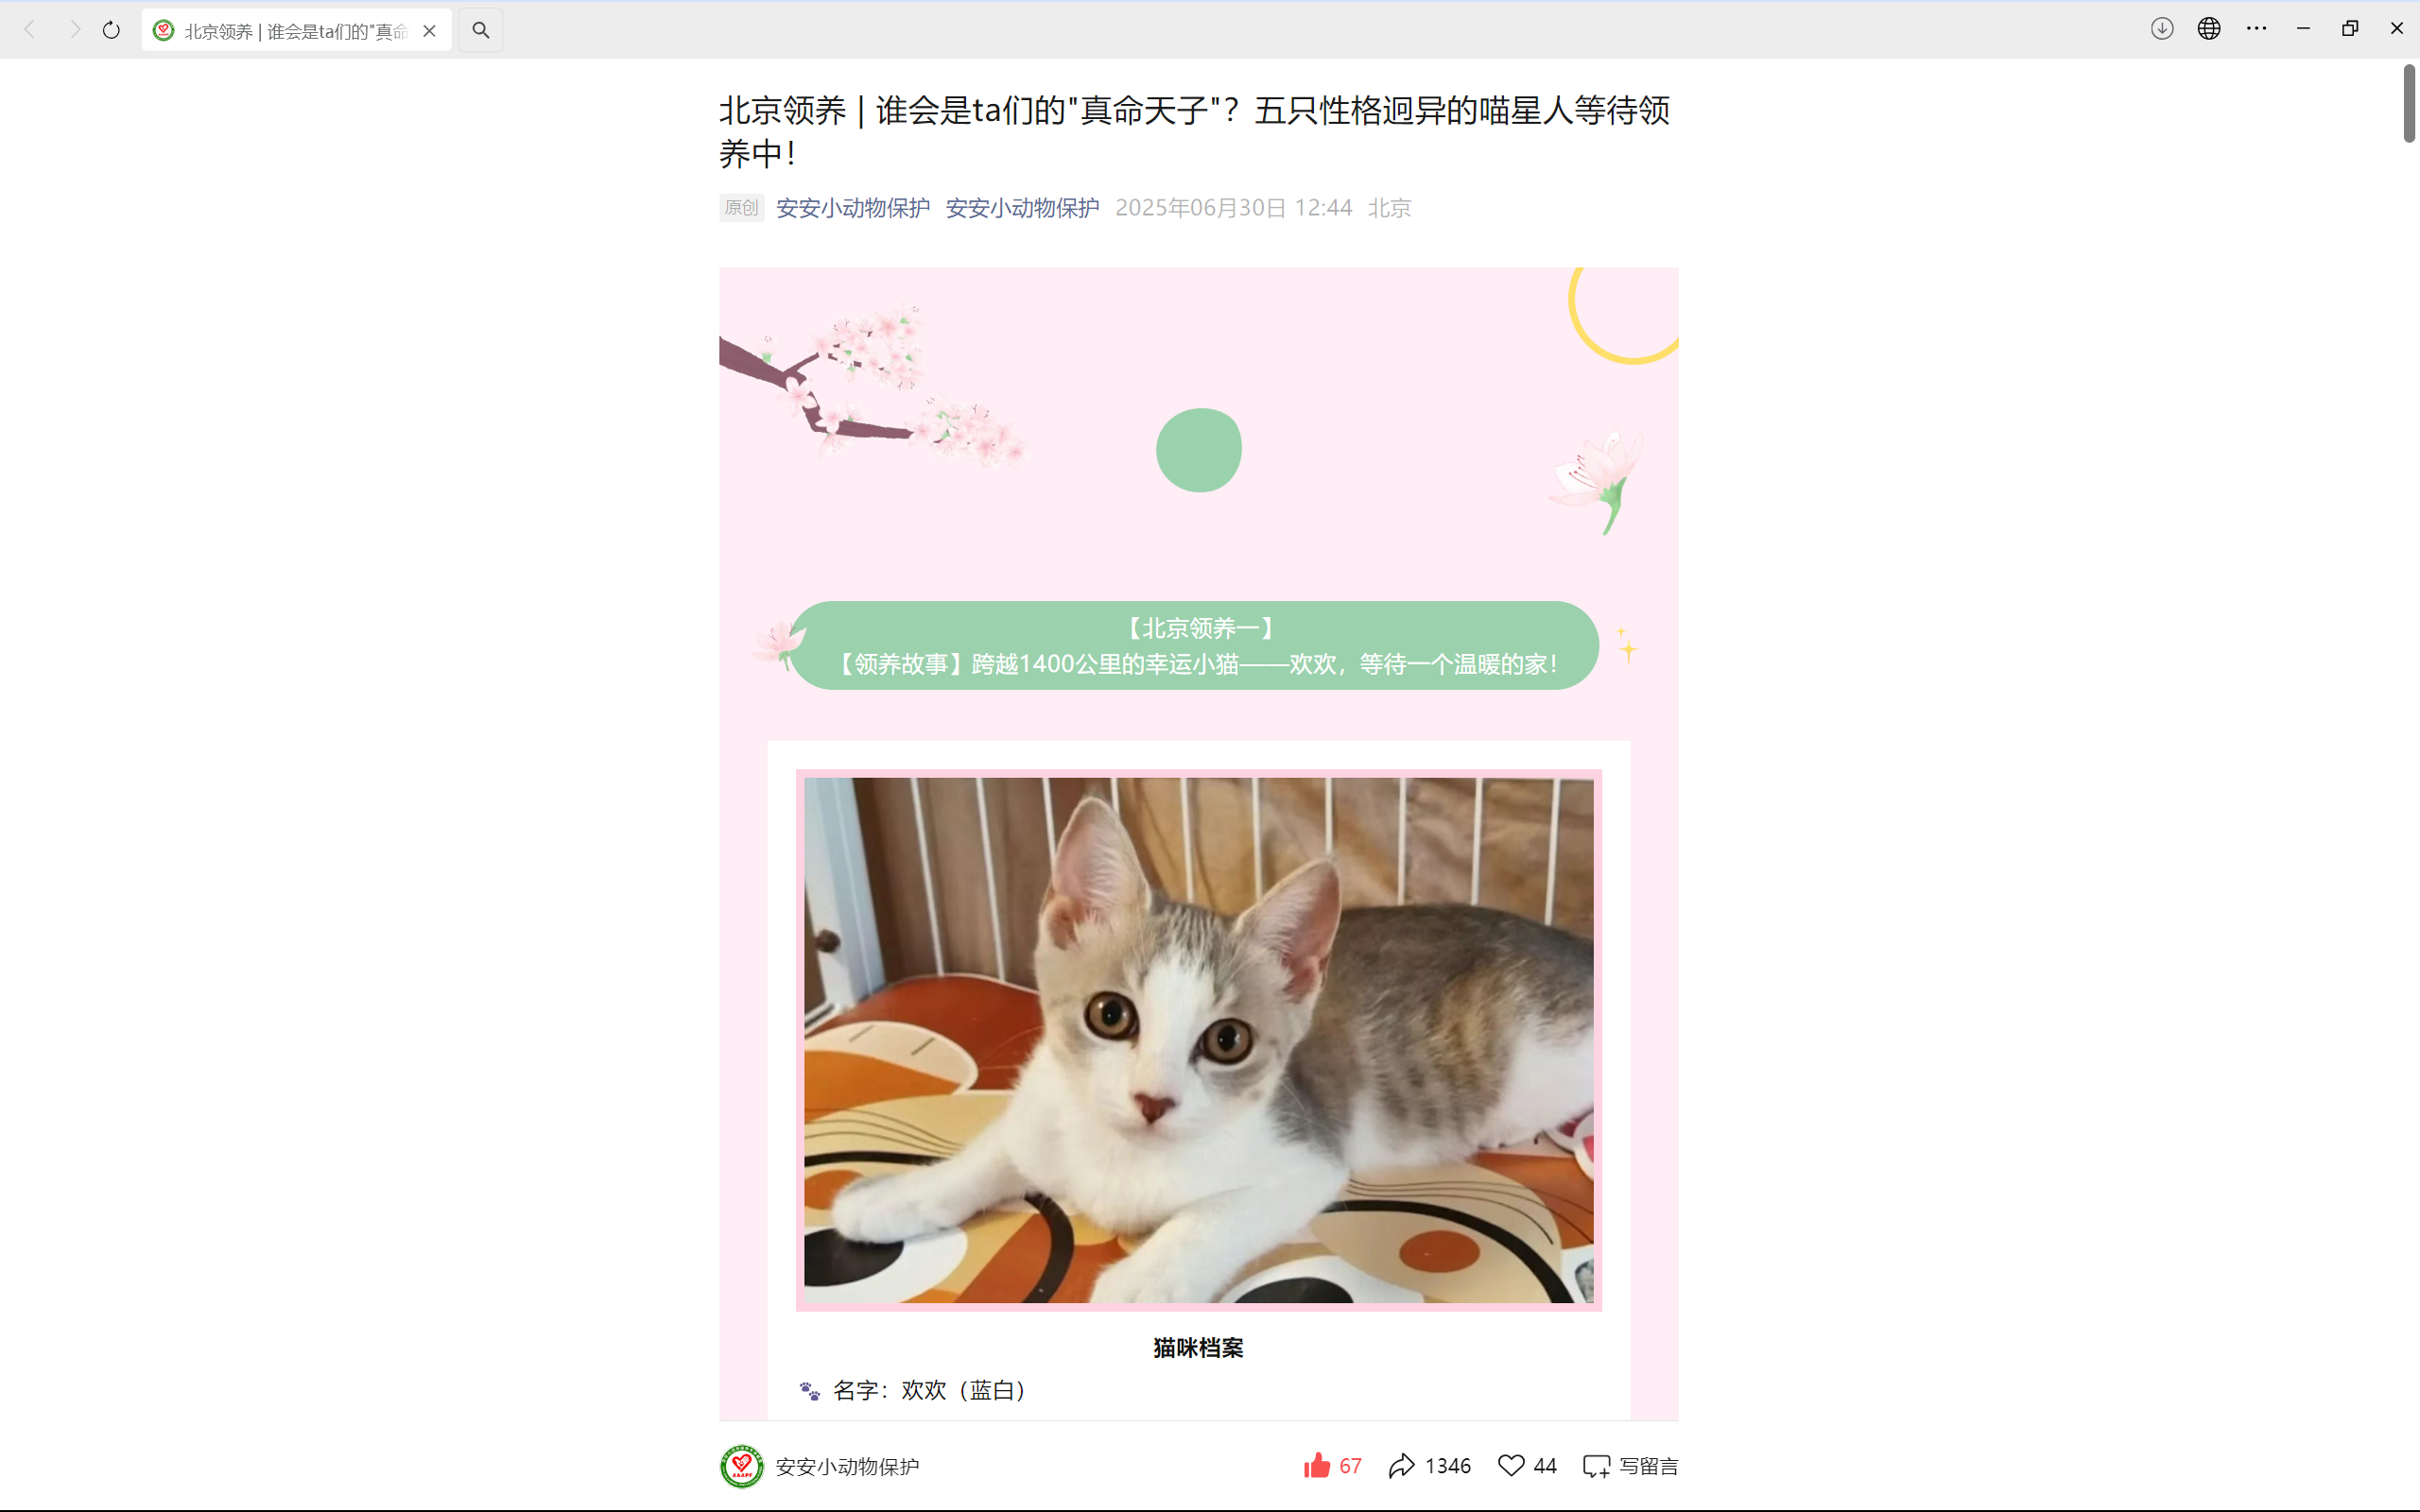 北京领养 | 谁会是ta们的"真命
北京领养 | 谁会是ta们的"真命天子"？五只性格迥异的喵星人等待领
养中！
原创 安安小动物保护 安安小动物保护 2025年06月30日 12:44 北京
【北京领养一】
【领养故事】跨越1400公里的幸运小猫——欢欢，等待一个温暖的家！
猫咪档案
名字：欢欢（蓝白）
安安小动物保护 67 1346 44 写留言